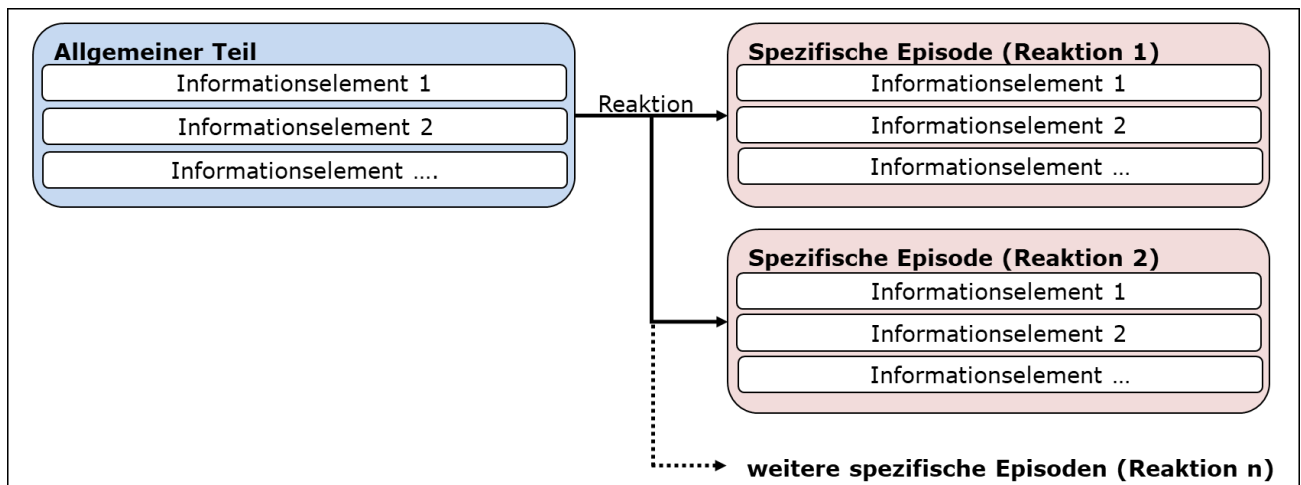 Allgemeiner Teil
Informationselement 1
Informationselement 2
Informationselement ....
Reaktion
Spezifische Episode (Reaktion 1)
Informationselement 1
Informationselement 2
Informationselement ...
Spezifische Episode (Reaktion 2)
Informationselement 1
Informationselement 2
Informationselement ...
weitere spezifische Episoden (Reaktion n)